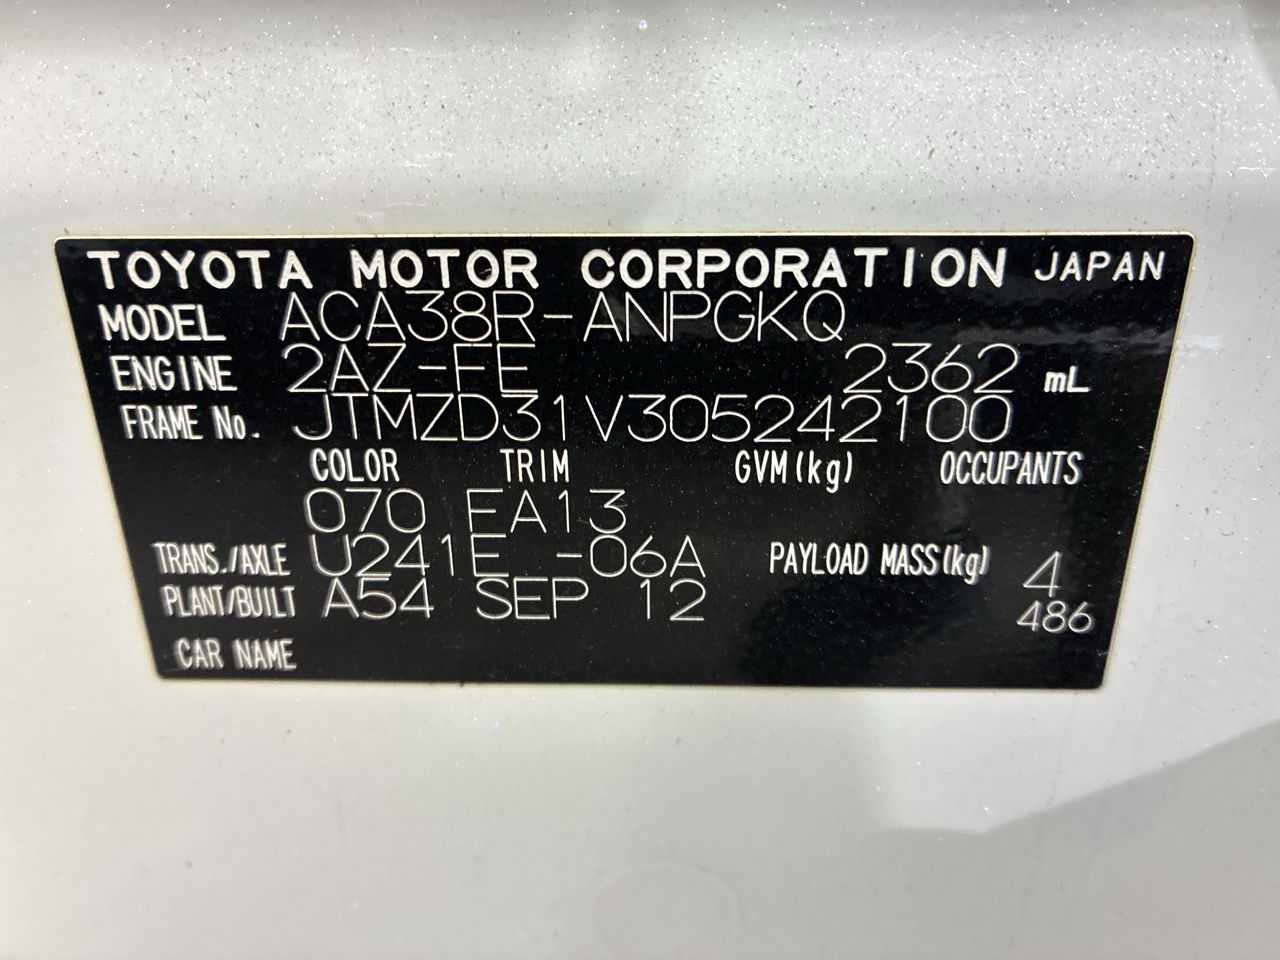 TOYOTA MOTOR CORPORATION JAPAN
MODEL ACA38R-ANPGKQ
ENGINE 2AZ-FE 2362 mL
FRAME No. JTMZD31V305242100
COLOR TRIM GVM(kg) OCCUPANTS
070 EA13
TRANS./AXLE U241E -06A PAYLOAD MASS(kg) 4
PLANT/BUILT A54 SEP 12 486
CAR NAME